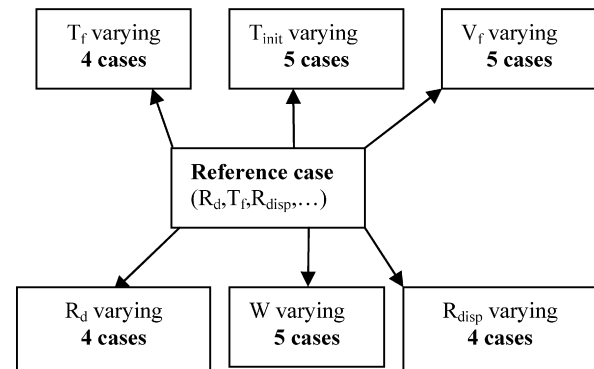 T_f varying
4 cases
T_init varying
5 cases
V_f varying
5 cases
Reference case
(R_d,T_f,R_disp,…)
R_d varying
4 cases
W varying
5 cases
R_disp varying
4 cases